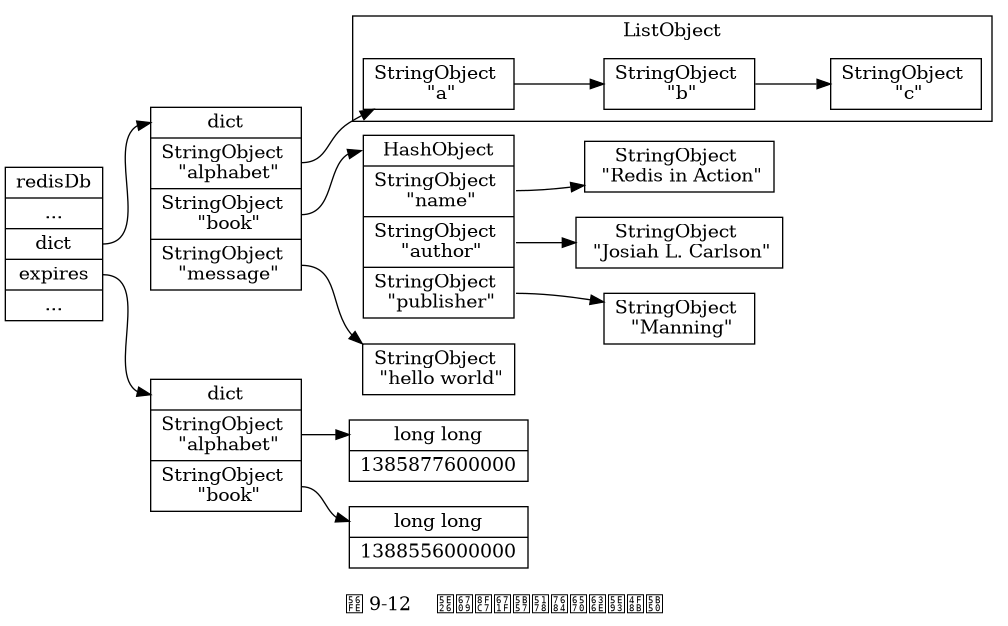 redisDb
...
dict
expires
...
dict
StringObject
"alphabet"
StringObject
"book"
StringObject
"message"
ListObject
StringObject
"a"
StringObject
"b"
StringObject
"c"
HashObject
StringObject
"name"
StringObject
"author"
StringObject
"publisher"
StringObject
"Redis in Action"
StringObject
"Josiah L. Carlson"
StringObject
"Manning"
StringObject
"hello world"
dict
StringObject
"alphabet"
StringObject
"book"
long long
1385877600000
long long
1388556000000
9-12